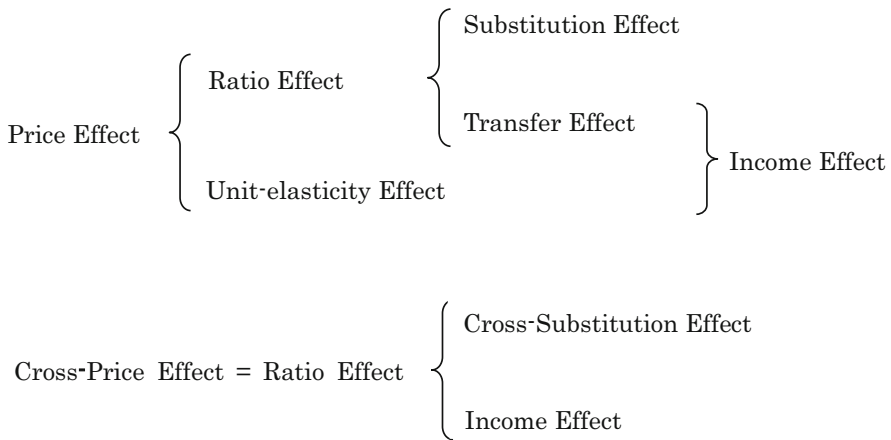 Substitution Effect
Ratio Effect
Transfer Effect
Price Effect
Income Effect
Unit-elasticity Effect
Cross-Substitution Effect
Cross-Price Effect = Ratio Effect
Income Effect